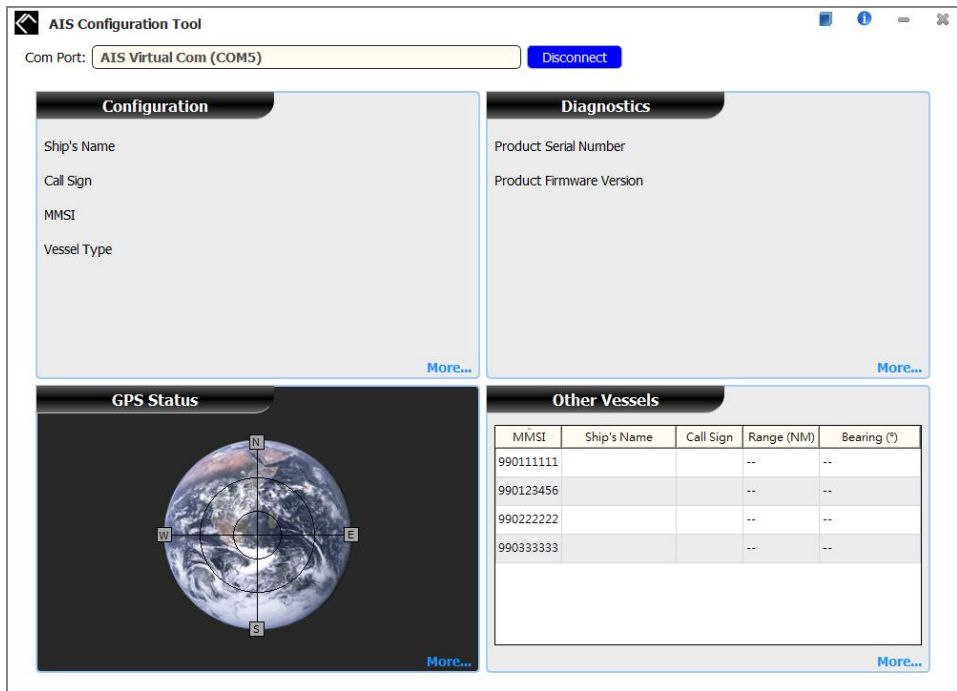 AIS Configuration Tool
Com Port: AIS Virtual Com (COM5) Disconnect
Configuration
Ship's Name
Call Sign
MMSI
Vessel Type
More...
Diagnostics
Product Serial Number
Product Firmware Version
More...
GPS Status
N
W E
S
More...
Other Vessels
MMSI Ship's Name Call Sign Range (NM) Bearing (°)
990111111 -- --
990123456 -- --
990222222 -- --
990333333 -- --
More...